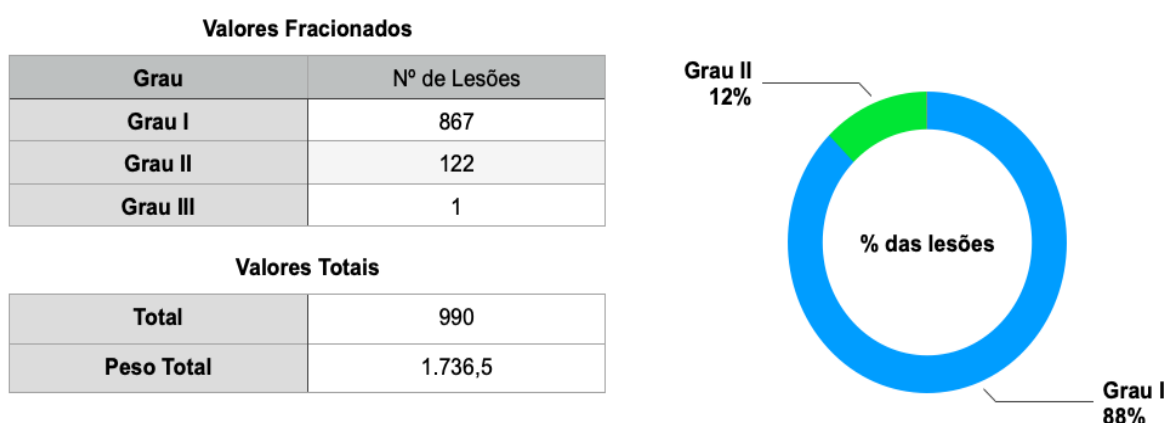 Valores Fracionados
Grau Nº de Lesões
Grau I 867
Grau II 122
Grau III 1
Valores Totais
Total 990
Peso Total 1.736,5
Grau II
12%
% das lesões
Grau I
88%